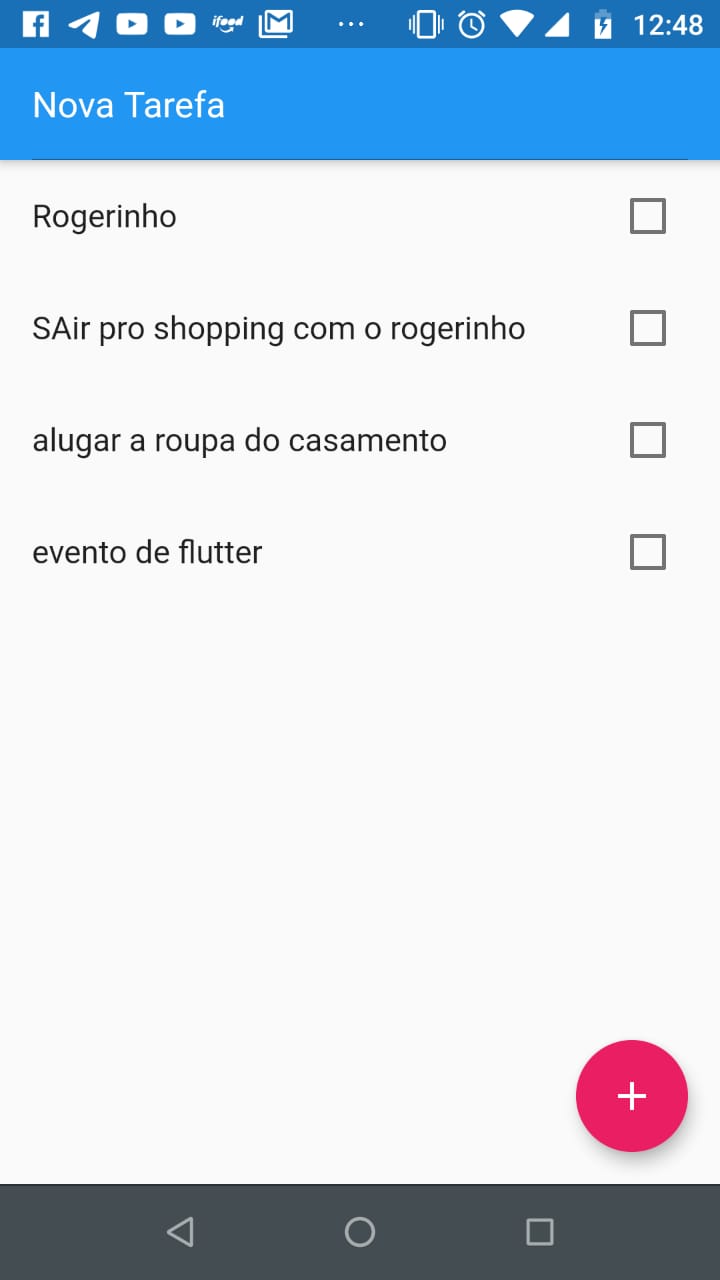 ifood
12:48
Nova Tarefa
Rogerinho
SAir pro shopping com o rogerinho
alugar a roupa do casamento
evento de flutter